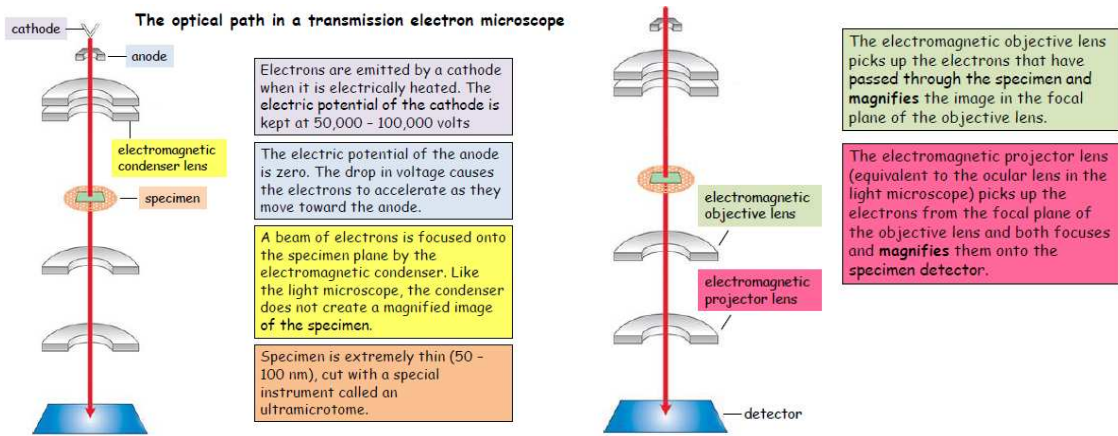 The optical path in a transmission electron microscope
cathode
anode
electromagnetic
condenser lens
specimen
Electrons are emitted by a cathode
when it is electrically heated. The
electric potential of the cathode is
kept at 50,000 – 100,000 volts
The electric potential of the anode
is zero. The drop in voltage causes
the electrons to accelerate as they
move toward the anode.
A beam of electrons is focused onto
the specimen plane by the
electromagnetic condenser. Like
the light microscope, the condenser
does not create a magnified image
of the specimen.
Specimen is extremely thin (50 –
100 nm), cut with a special
instrument called an
ultramicrotome.
electromagnetic
objective lens
electromagnetic
projector lens
detector
The electromagnetic objective lens
picks up the electrons that have
passed through the specimen and
magnifies the image in the focal
plane of the objective lens.
The electromagnetic projector lens
(equivalent to the ocular lens in the
light microscope) picks up the
electrons from the focal plane of
the objective lens and both focuses
and magnifies them onto the
specimen detector.